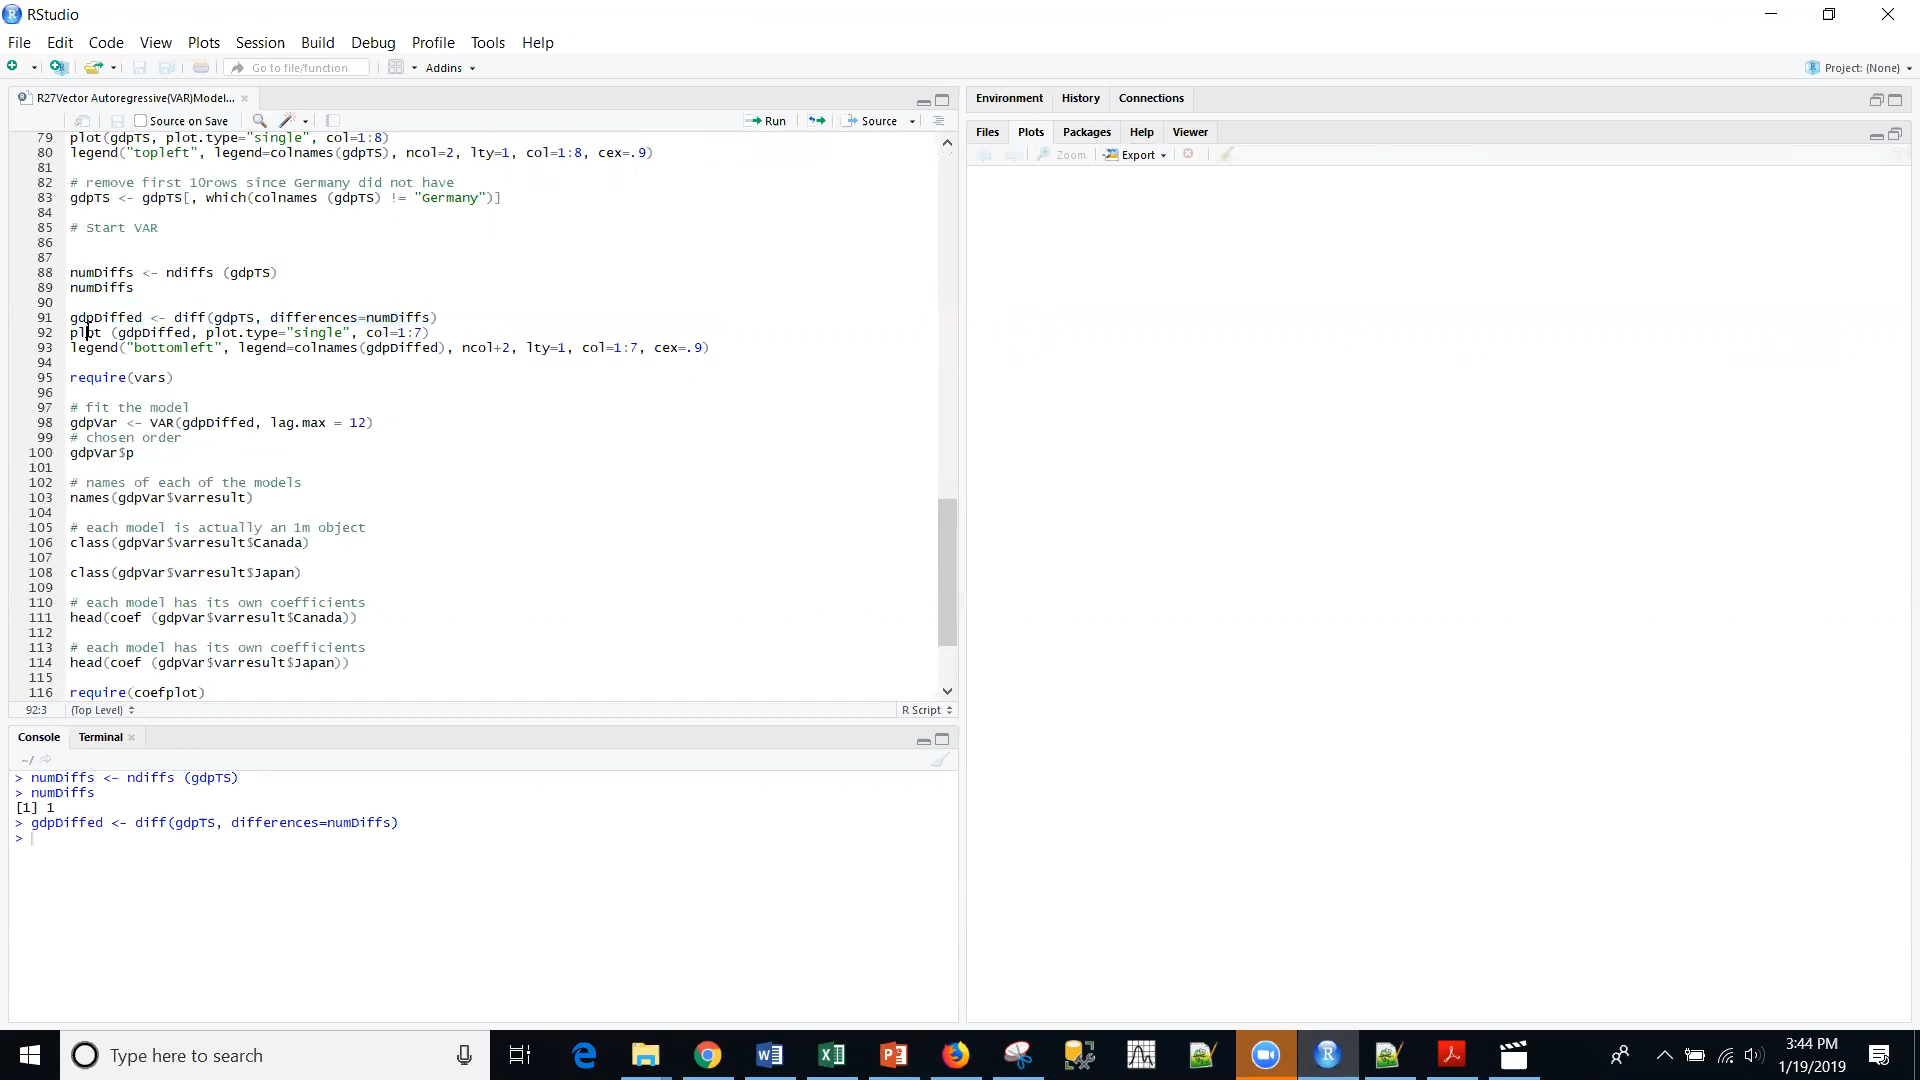 RStudio
File Edit Code View Plots Session Build Debug Profile Tools Help
Go to file/function Addins Project: (None)
R27Vector Autoregressive(VAR)Model...
Source on Save Run Source
79 plot(gdpTS, plot.type="single", col=1:8)
80 legend("topleft", legend=colnames(gdpTS), ncol=2, lty=1, col=1:8, cex=.9)
81
82 # remove first 10rows since Germany did not have
83 gdpTS <- gdpTS[, which(colnames (gdpTS) != "Germany")]
84
85 # Start VAR
86
87
88 numDiffs <- ndiffs (gdpTS)
89 numDiffs
90
91 gdpDiffed <- diff(gdpTS, differences=numDiffs)
92 plot (gdpDiffed, plot.type="single", col=1:7)
93 legend("bottomleft", legend=colnames(gdpDiffed), ncol+2, lty=1, col=1:7, cex=.9)
94
95 require(vars)
96
97 # fit the model
98 gdpVar <- VAR(gdpDiffed, lag.max = 12)
99 # chosen order
100 gdpVar$p
101
102 # names of each of the models
103 names(gdpVar$varresult)
104
105 # each model is actually an 1m object
106 class(gdpVar$varresult$Canada)
107
108 class(gdpVar$varresult$Japan)
109
110 # each model has its own coefficients
111 head(coef (gdpVar$varresult$Canada))
112
113 # each model has its own coefficients
114 head(coef (gdpVar$varresult$Japan))
115
116 require(coefplot)
92:3 (Top Level) R Script
Console Terminal
~/
> numDiffs <- ndiffs (gdpTS)
> numDiffs
[1] 1
> gdpDiffed <- diff(gdpTS, differences=numDiffs)
>
Environment History Connections
Files Plots Packages Help Viewer
Zoom Export
Type here to search
3:44 PM
1/19/2019